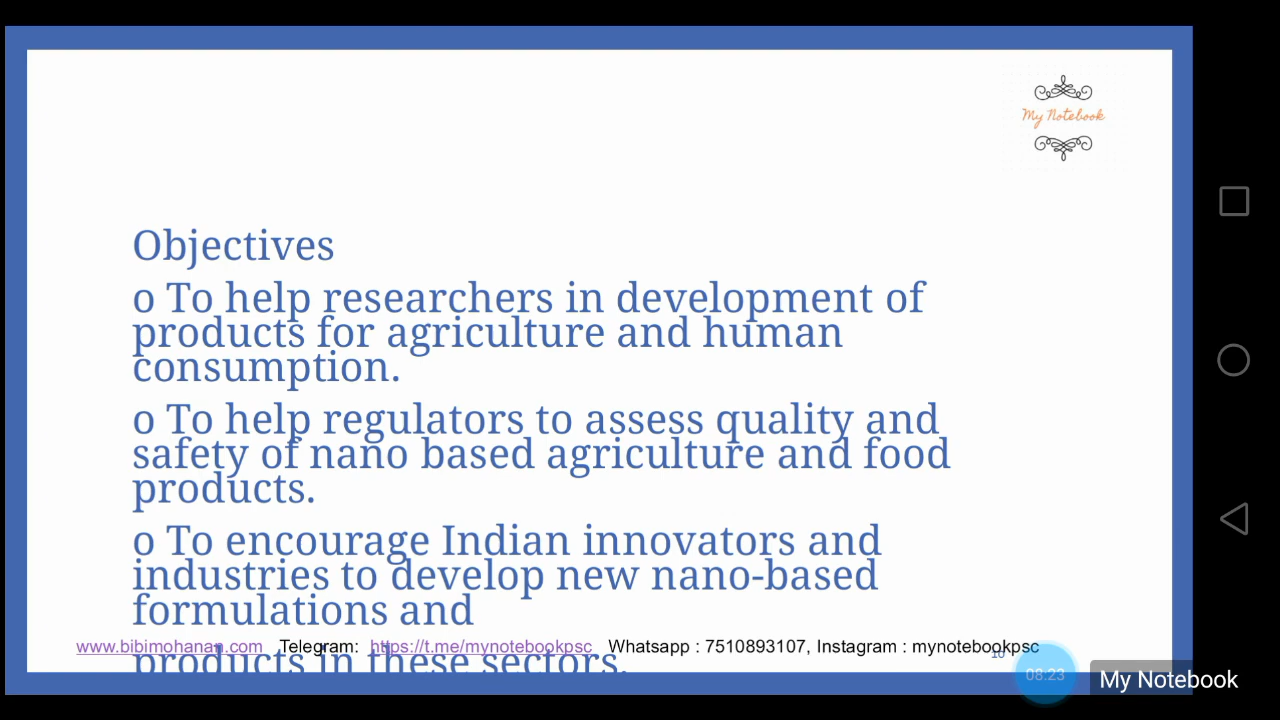 My Notebook
Objectives
o To help researchers in development of
products for agriculture and human
consumption.
o To help regulators to assess quality and
safety of nano based agriculture and food
products.
o To encourage Indian innovators and
industries to develop new nano-based
formulations and
products in these sectors.
www.bibimohanan.com Telegram: https://t.me/mynotebookpsc Whatsapp : 7510893107, Instagram : mynotebookpsc
10
08:23
My Notebook